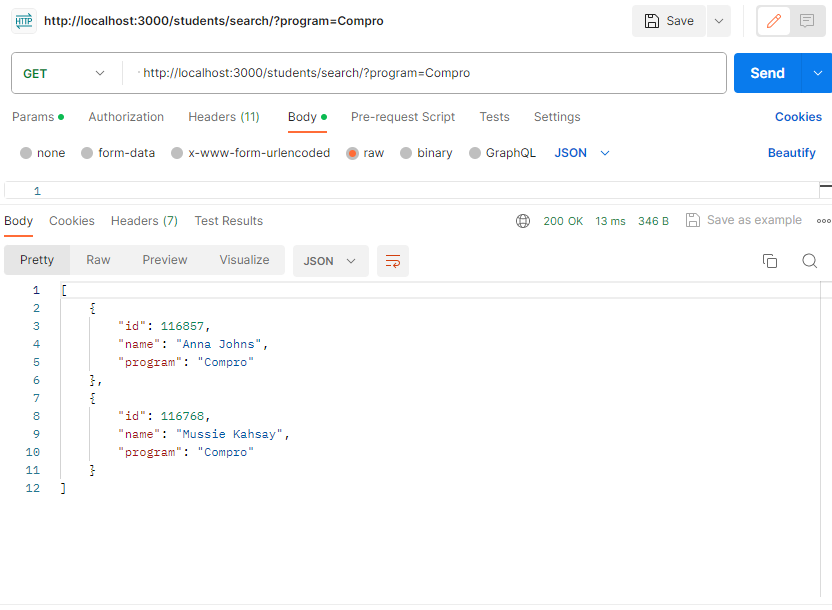 HTTP http://localhost:3000/students/search/?program=Compro Save
GET http://localhost:3000/students/search/?program=Compro Send
Params Authorization Headers (11) Body Pre-request Script Tests Settings Cookies
none form-data x-www-form-urlencoded raw binary GraphQL JSON Beautify
1
Body Cookies Headers (7) Test Results 200 OK 13 ms 346 B Save as example
Pretty Raw Preview Visualize JSON
1 [
2 {
3 "id": 116857,
4 "name": "Anna Johns",
5 "program": "Compro"
6 },
7 {
8 "id": 116768,
9 "name": "Mussie Kahsay",
10 "program": "Compro"
11 }
12 ]